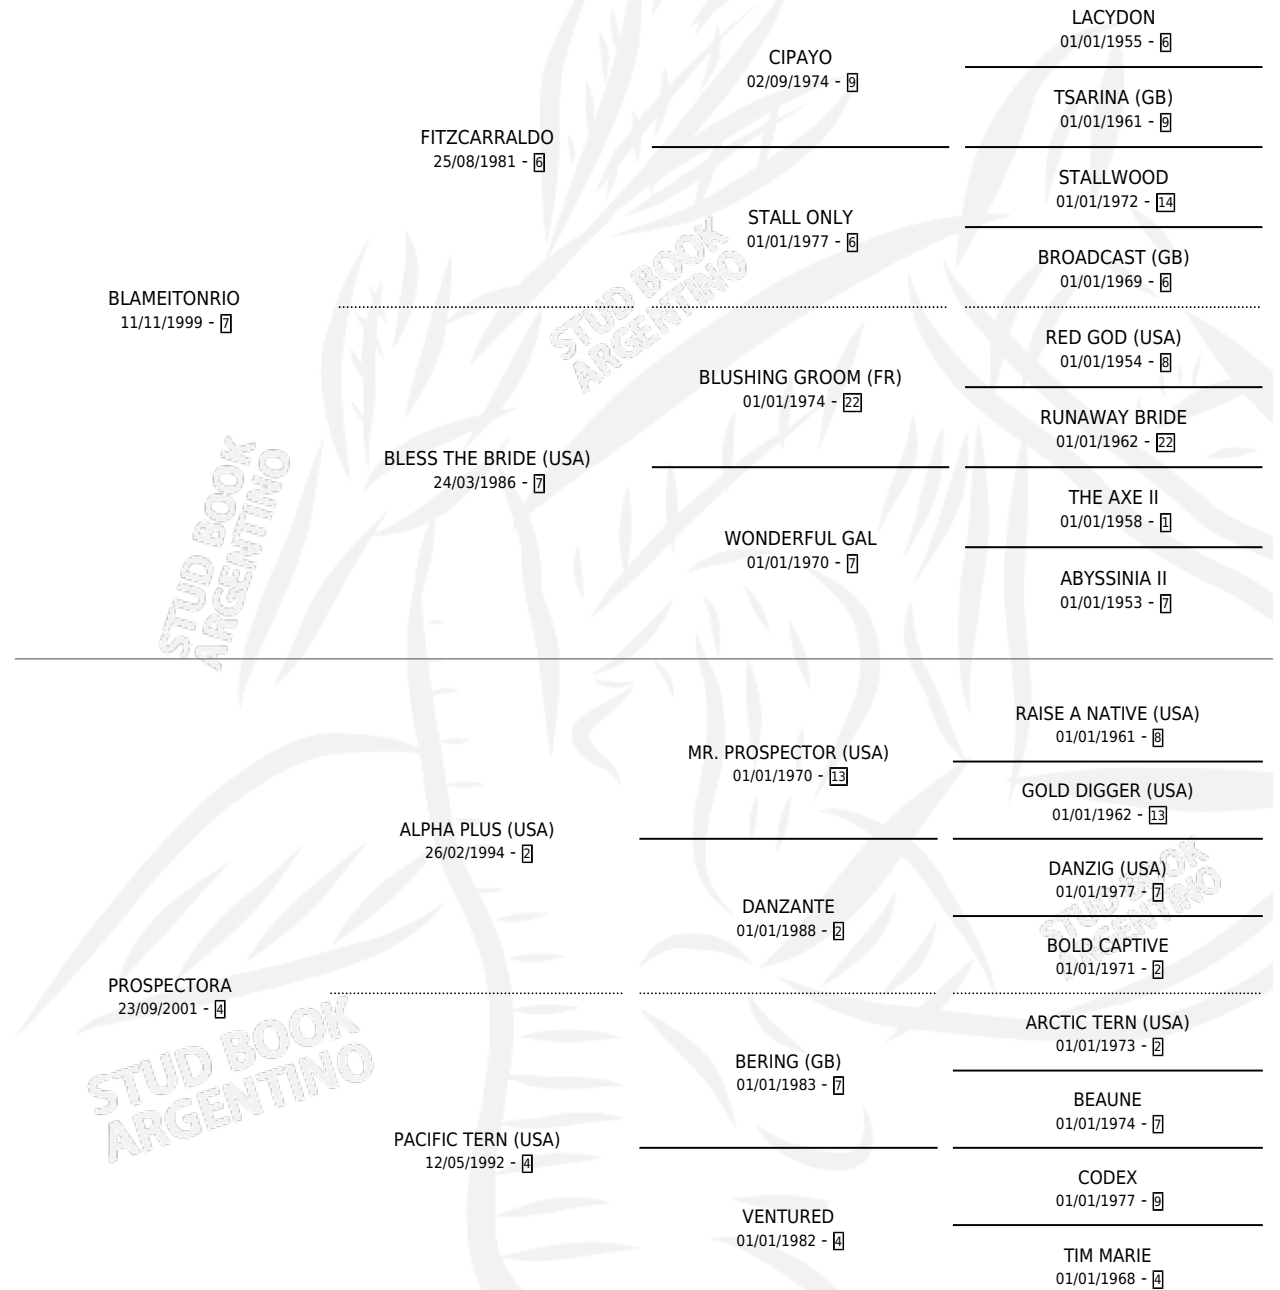 LACYDON
01/01/1955 - 6
CIPAYO
02/09/1974 - 9
TSARINA (GB)
01/01/1961 - 9
FITZCARRALDO
25/08/1981 - 6
STALLWOOD
01/01/1972 - 14
STALL ONLY
01/01/1977 - 6
BROADCAST (GB)
01/01/1969 - 6
BLAMEITONRIO
11/11/1999 - 7
RED GOD (USA)
01/01/1954 - 8
BLUSHING GROOM (FR)
01/01/1974 - 22
RUNAWAY BRIDE
01/01/1962 - 22
BLESS THE BRIDE (USA)
24/03/1986 - 7
THE AXE II
01/01/1958 - 1
WONDERFUL GAL
01/01/1970 - 7
ABYSSINIA II
01/01/1953 - 7
RAISE A NATIVE (USA)
01/01/1961 - 8
MR. PROSPECTOR (USA)
01/01/1970 - 13
GOLD DIGGER (USA)
01/01/1962 - 13
ALPHA PLUS (USA)
26/02/1994 - 2
DANZIG (USA)
01/01/1977 - 7
DANZANTE
01/01/1988 - 2
BOLD CAPTIVE
01/01/1971 - 2
PROSPECTORA
23/09/2001 - 4
ARCTIC TERN (USA)
01/01/1973 - 2
BERING (GB)
01/01/1983 - 7
BEAUNE
01/01/1974 - 7
PACIFIC TERN (USA)
12/05/1992 - 4
CODEX
01/01/1977 - 9
VENTURED
01/01/1982 - 4
TIM MARIE
01/01/1968 - 4
STUD BOOK
ARGENTINO
STUD BOOK
ARGENTINO
STUD BOOK
ARGENTINO
STUD BOOK
ARGENTINO